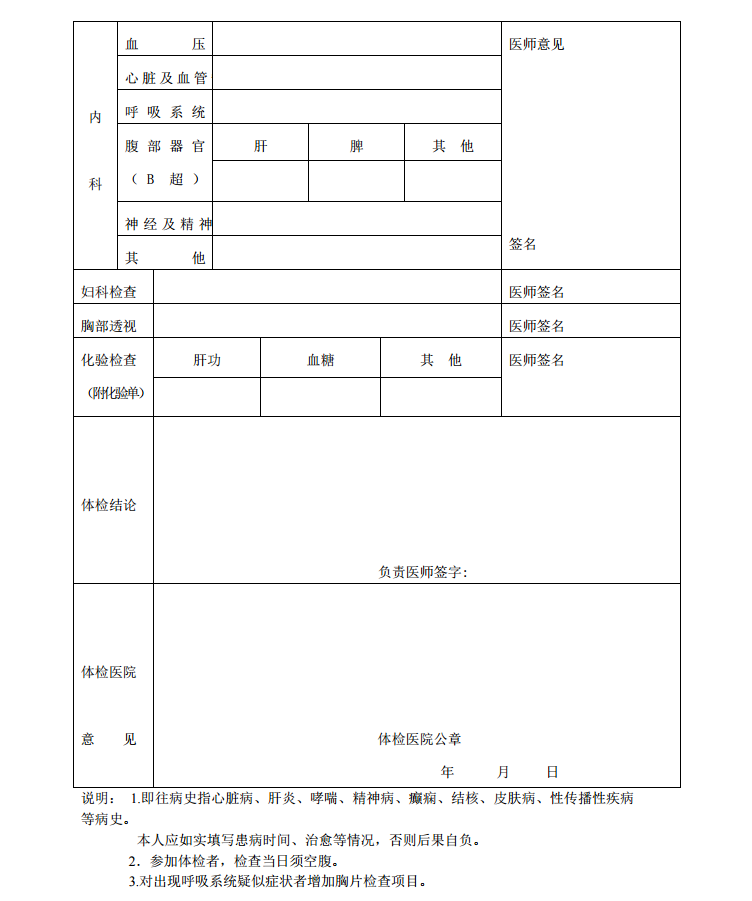 血 压
医师意见
心脏及血管
呼吸系统
内
科
腹部器官
（B 超）
肝
脾
其 他
神经及精神
其 他
签名
妇科检查
医师签名
胸部透视
医师签名
化验检查
（附化验单）
肝功
血糖
其 他
医师签名
体检结论
负责医师签字：
体检医院
意 见
体检医院公章
年 月 日
说明： 1.即往病史指心脏病、肝炎、哮喘、精神病、癫痫、结核、皮肤病、性传播性疾病
等病史。
本人应如实填写患病时间、治愈等情况，否则后果自负。
2．参加体检者，检查当日须空腹。
3.对出现呼吸系统疑似症状者增加胸片检查项目。